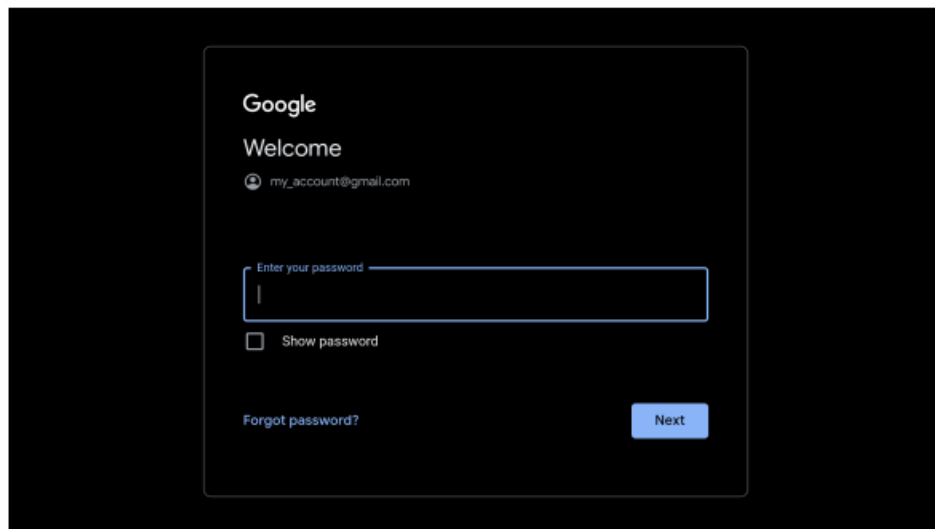 Google
Welcome
my_account@gmail.com
Enter your password
Show password
Forgot password?
Next